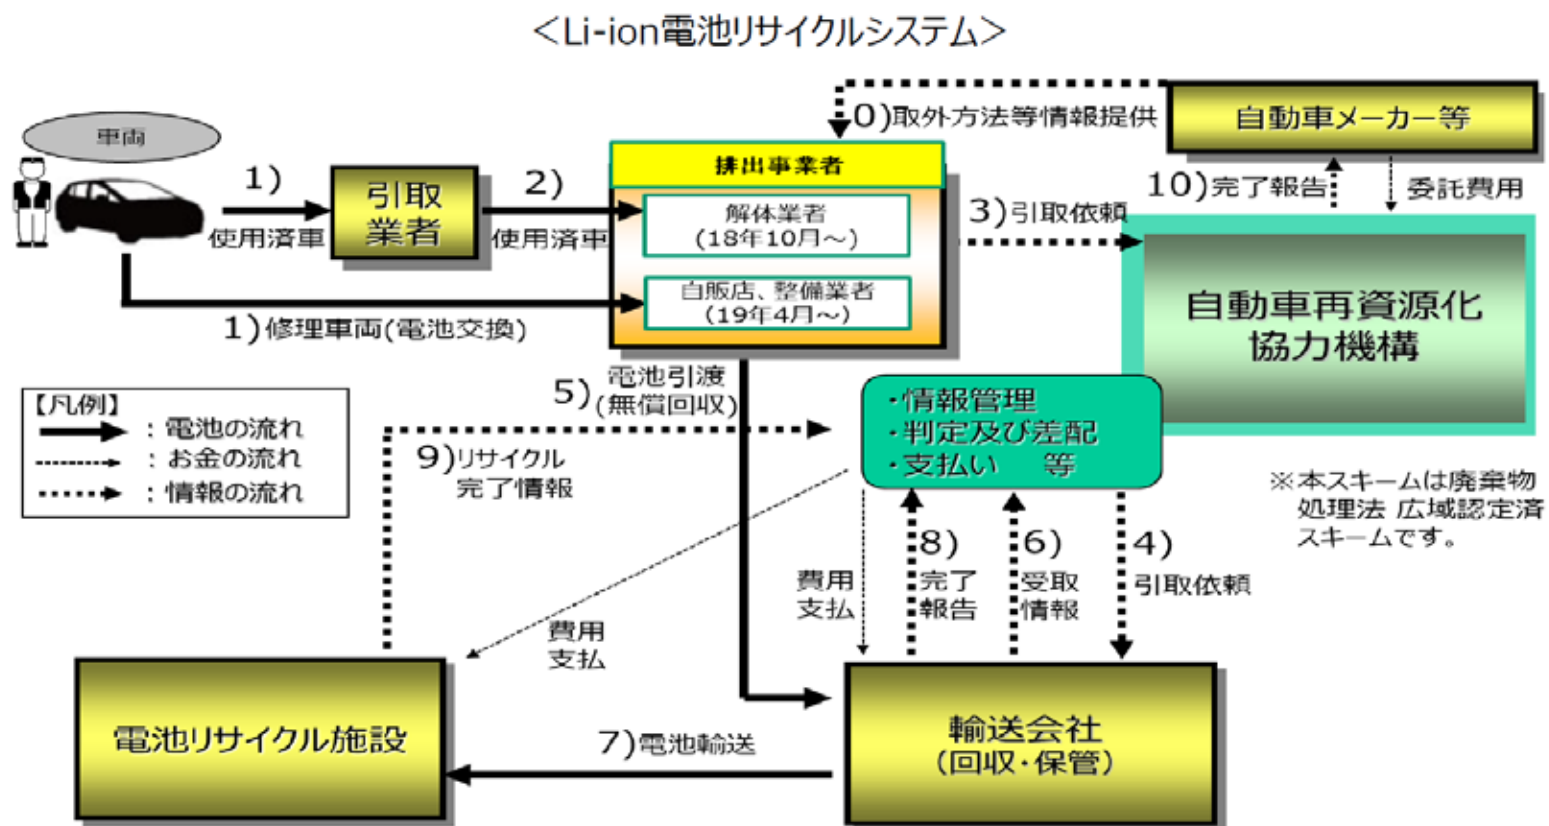 ＜Li-ion電池リサイクルシステム＞
車両
1)
使用済車
引取
業者
2)
使用済車
0)取外方法等情報提供
自動車メーカー等
排出事業者
解体業者
(18年10月～)
自販店、整備業者
(19年4月～)
1)修理車両(電池交換)
3)引取依頼
10)完了報告
委託費用
自動車再資源化
協力機構
・情報管理
・判定及び差配
・支払い　等
※本スキームは廃棄物
処理法 広域認定済
スキームです。
【凡例】
：電池の流れ
：お金の流れ
：情報の流れ
5)電池引渡
(無償回収)
9)リサイクル
完了情報
費用
支払
費用
支払
8)
完了
報告
6)
受取
情報
4)
引取依頼
電池リサイクル施設
7)電池輸送
輸送会社
(回収・保管)